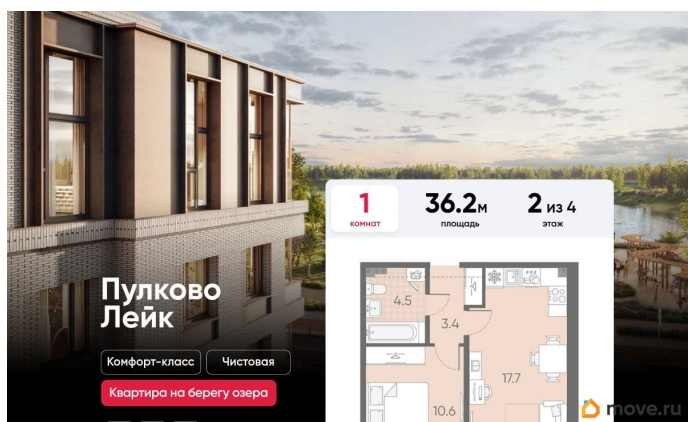 1
комнат
36.2м
площадь
2 из 4
этаж
Пулково
Лейк
4.5
3.4
17.7
10.6
Комфорт-класс
Чистовая
Квартира на берегу озера
move.ru